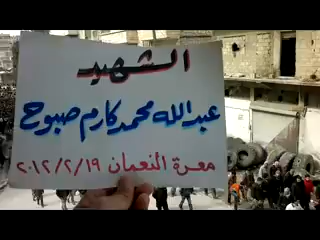 الشهيد
عبدالله محمد كارم صبوح
معرة النعمان ٢٠١٢/٢/١٩